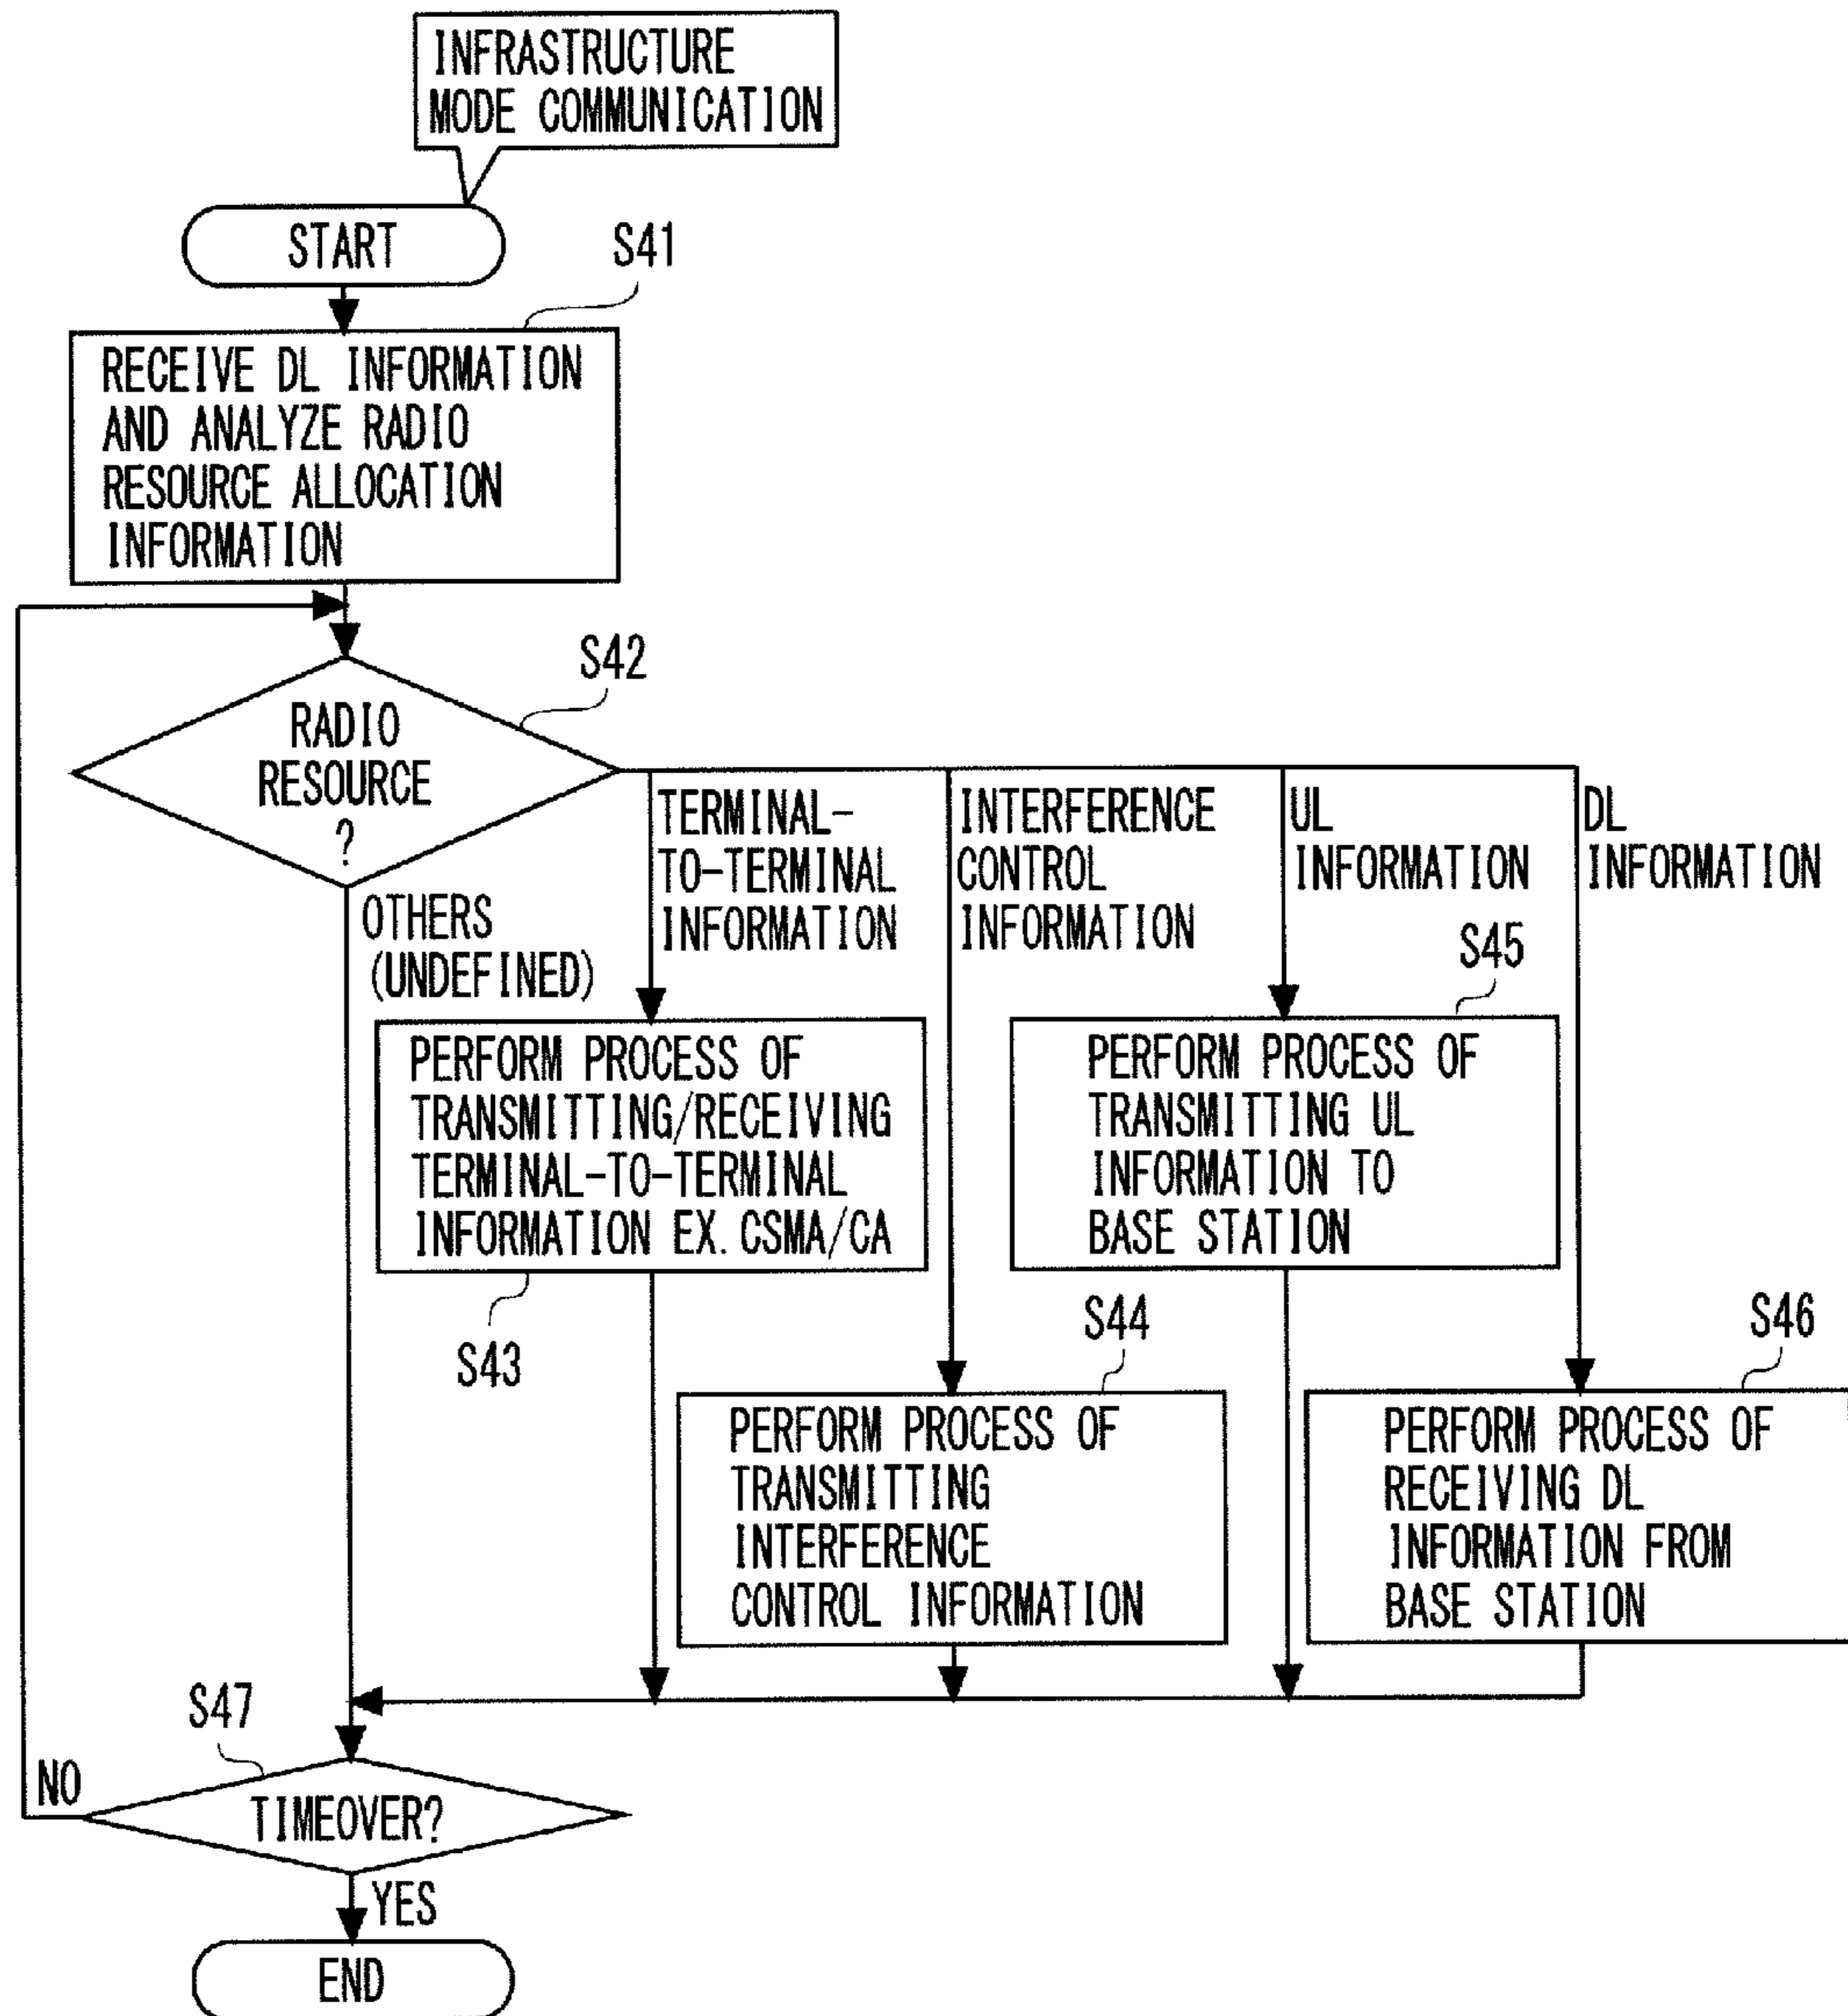 INFRASTRUCTURE
MODE COMMUNICATION
START
S41
RECEIVE DL INFORMATION
AND ANALYZE RADIO
RESOURCE ALLOCATION
INFORMATION
S42
RADIO
RESOURCE
?
TERMINAL-
TO-TERMINAL
INFORMATION
INTERFERENCE
CONTROL
INFORMATION
UL
INFORMATION
DL
INFORMATION
OTHERS
(UNDEFINED)
S45
PERFORM PROCESS OF
TRANSMITTING/RECEIVING
TERMINAL-TO-TERMINAL
INFORMATION EX. CSMA/CA
S43
PERFORM PROCESS OF
TRANSMITTING UL
INFORMATION TO
BASE STATION
S44
PERFORM PROCESS OF
TRANSMITTING
INTERFERENCE
CONTROL INFORMATION
S46
PERFORM PROCESS OF
RECEIVING DL
INFORMATION FROM
BASE STATION
S47
NO
TIMEOVER?
YES
END